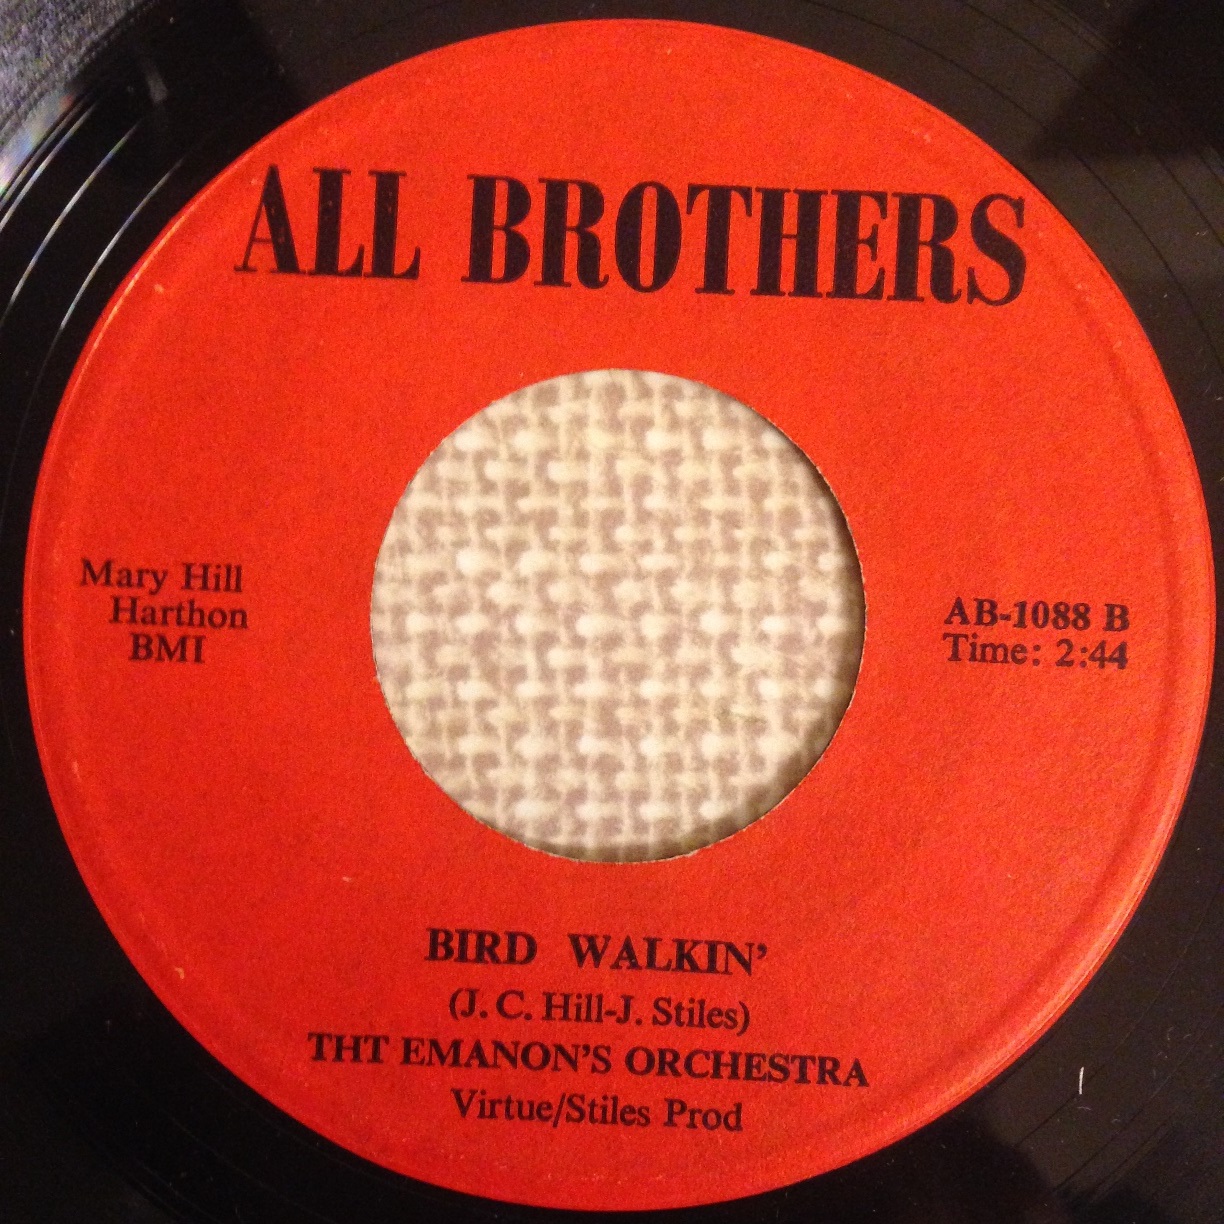 ALL BROTHERS
Mary Hill
Harthon
BMI
AB-1088 B
Time: 2:44
BIRD WALKIN'
(J. C. Hill-J. Stiles)
THT EMANON'S ORCHESTRA
Virtue/Stiles Prod